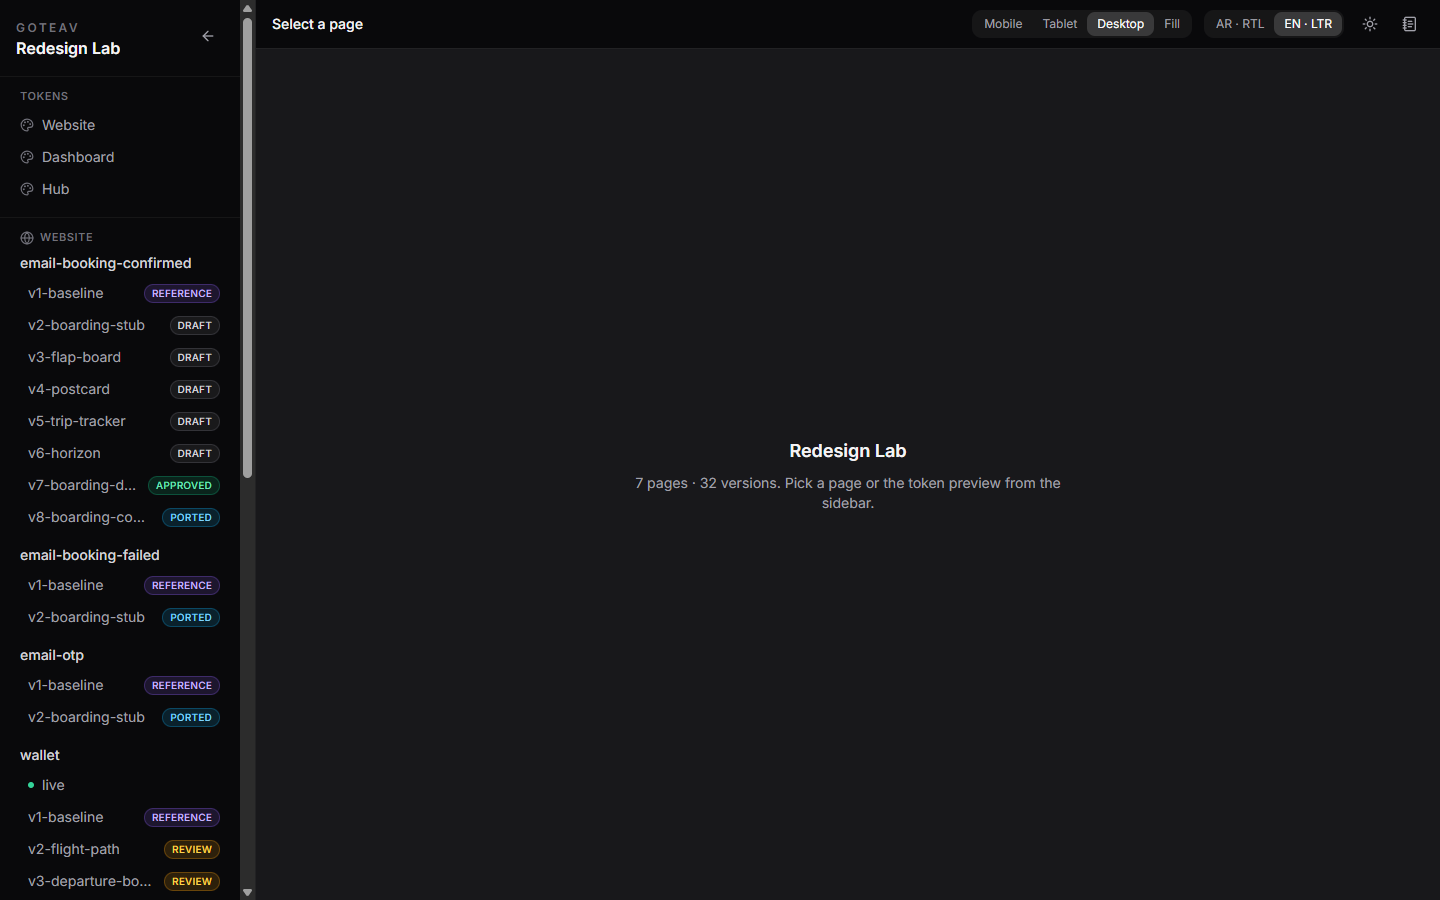 GOTEAV
Redesign Lab
TOKENS
Website
Dashboard
Hub
WEBSITE
email-booking-confirmed
v1-baseline REFERENCE
v2-boarding-stub DRAFT
v3-flap-board DRAFT
v4-postcard DRAFT
v5-trip-tracker DRAFT
v6-horizon DRAFT
v7-boarding-d... APPROVED
v8-boarding-co... PORTED
email-booking-failed
v1-baseline REFERENCE
v2-boarding-stub PORTED
email-otp
v1-baseline REFERENCE
v2-boarding-stub PORTED
wallet
live
v1-baseline REFERENCE
v2-flight-path REVIEW
v3-departure-bo... REVIEW
Select a page
Mobile Tablet Desktop Fill AR · RTL EN · LTR
Redesign Lab
7 pages · 32 versions. Pick a page or the token preview from the
sidebar.